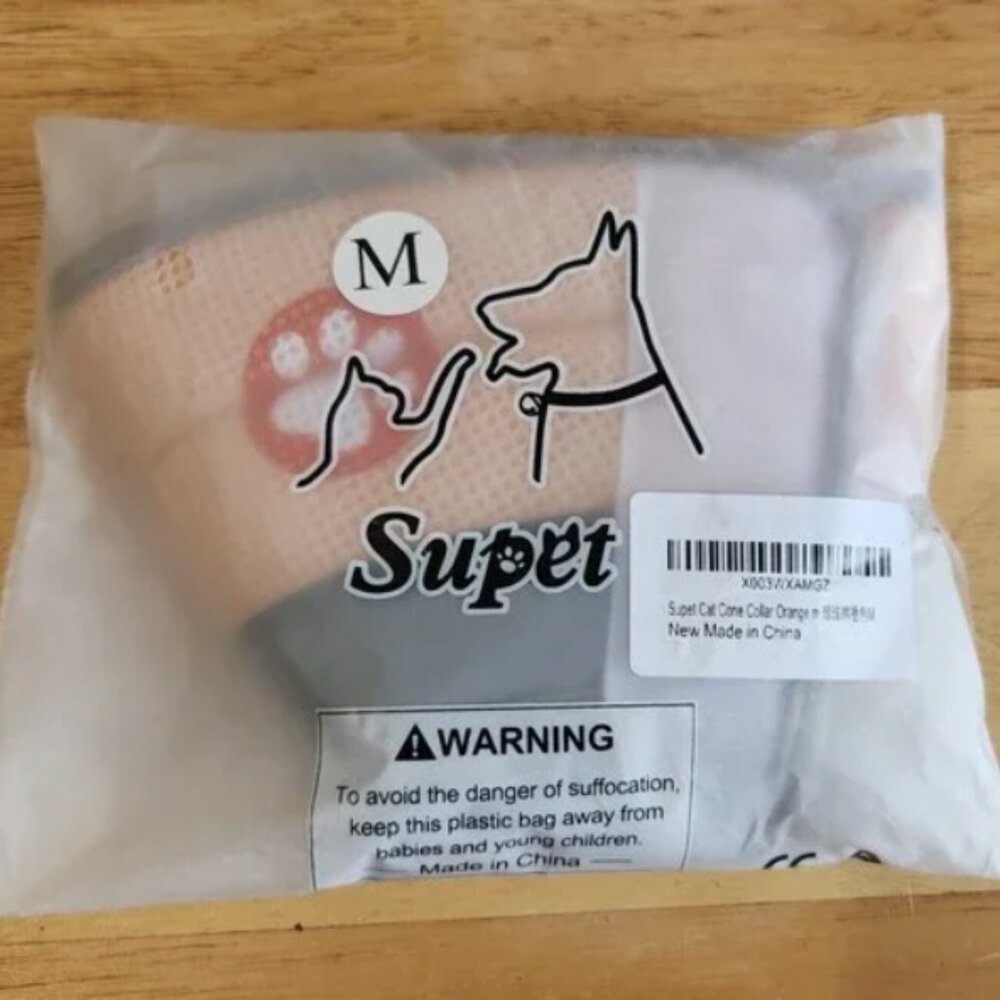 M
Supet
X003WXAMGZ
Supet Cat Cone Collar Orange
New Made in China
WARNING
To avoid the danger of suffocation,
keep this plastic bag away from
babies and young children.
Made in China